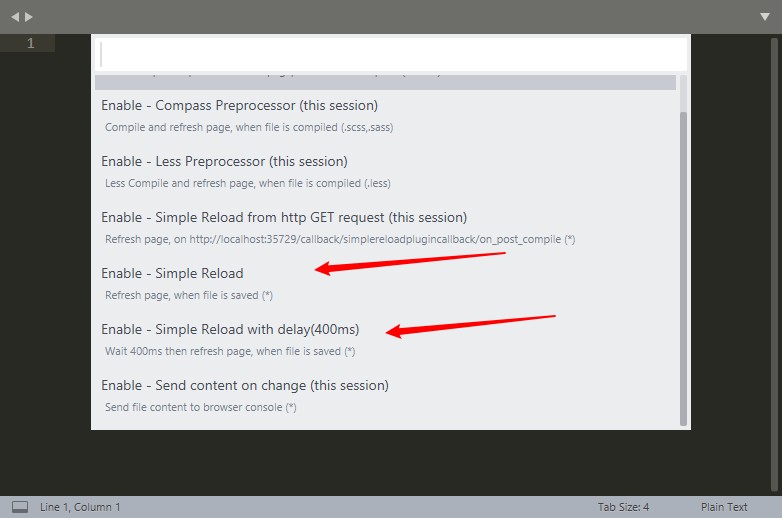 1
Enable - Compass Preprocessor (this session)
Compile and refresh page, when file is compiled (.scss,.sass)
Enable - Less Preprocessor (this session)
Less Compile and refresh page, when file is compiled (.less)
Enable - Simple Reload from http GET request (this session)
Refresh page, on http://localhost:35729/callback/simplereloadplugincallback/on_post_compile (*)
Enable - Simple Reload
Refresh page, when file is saved (*)
Enable - Simple Reload with delay(400ms)
Wait 400ms then refresh page, when file is saved (*)
Enable - Send content on change (this session)
Send file content to browser console (*)
Line 1, Column 1
Tab Size: 4
Plain Text